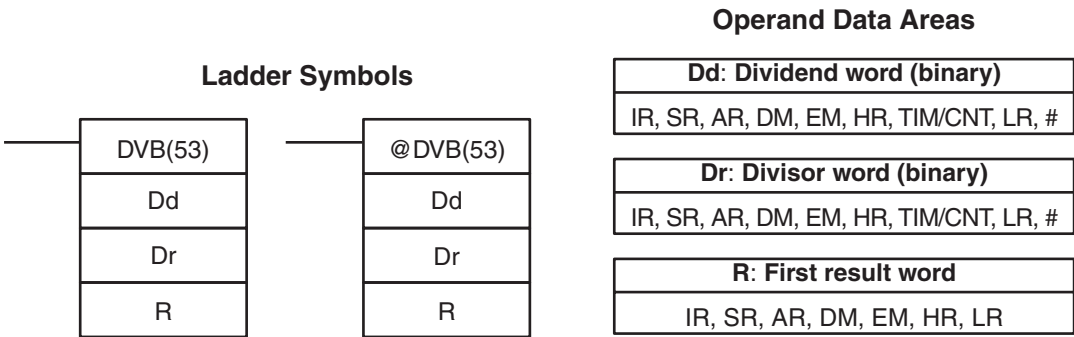 Ladder Symbols
DVB(53)
Dd
Dr
R
@DVB(53)
Dd
Dr
R
Operand Data Areas
Dd: Dividend word (binary)
IR, SR, AR, DM, EM, HR, TIM/CNT, LR, #
Dr: Divisor word (binary)
IR, SR, AR, DM, EM, HR, TIM/CNT, LR, #
R: First result word
IR, SR, AR, DM, EM, HR, LR